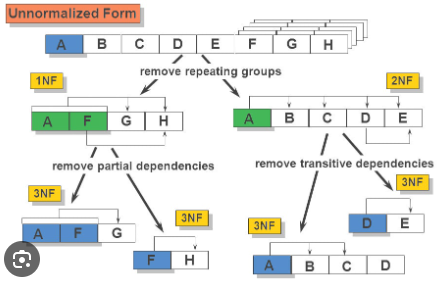 Unnormalized Form
A B C D E F G H
remove repeating groups
1NF
2NF
A F G H
A B C D E
remove partial dependencies
remove transitive dependencies
3NF
3NF
A F G
D E
3NF
3NF
F H
A B C D